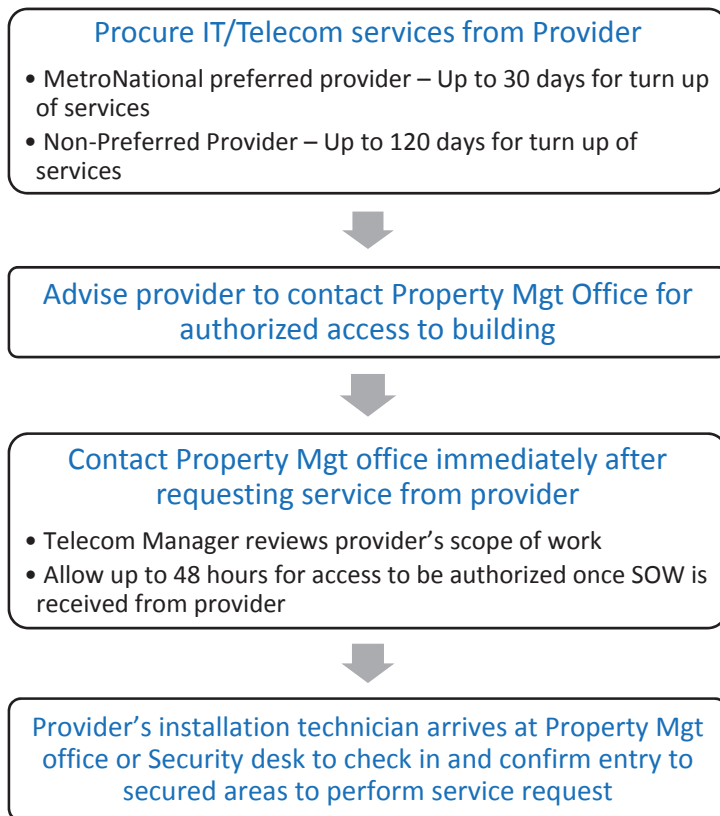 Procure IT/Telecom services from Provider
• MetroNational preferred provider – Up to 30 days for turn up
of services
• Non-Preferred Provider – Up to 120 days for turn up of
services
Advise provider to contact Property Mgt Office for
authorized access to building
Contact Property Mgt office immediately after
requesting service from provider
• Telecom Manager reviews provider’s scope of work
• Allow up to 48 hours for access to be authorized once SOW is
received from provider
Provider’s installation technician arrives at Property Mgt
office or Security desk to check in and confirm entry to
secured areas to perform service request